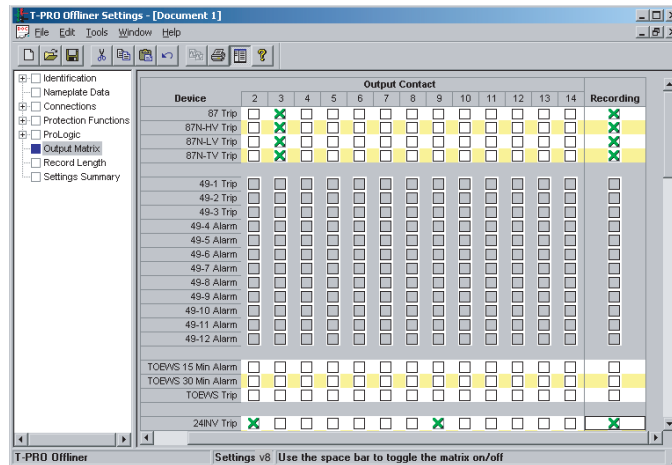 T-PRO Offliner Settings - [Document 1]
File Edit Tools Window Help
Identification
Nameplate Data
Connections
Protection Functions
ProLogic
Output Matrix
Record Length
Settings Summary
Output Contact
Device 2 3 4 5 6 7 8 9 10 11 12 13 14 Recording
87 Trip
87N-HV Trip
87N-LV Trip
87N-TV Trip
49-1 Trip
49-2 Trip
49-3 Trip
49-4 Alarm
49-5 Alarm
49-6 Alarm
49-7 Alarm
49-8 Alarm
49-9 Alarm
49-10 Alarm
49-11 Alarm
49-12 Alarm
TOEWS 15 Min Alarm
TOEWS 30 Min Alarm
TOEWS Trip
24INV Trip
T-PRO Offliner Settings v8 Use the space bar to toggle the matrix on/off